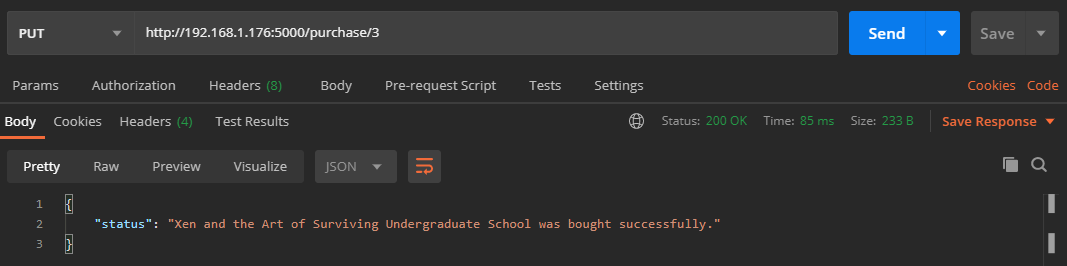 PUT http://192.168.1.176:5000/purchase/3 Send Save
Params Authorization Headers (8) Body Pre-request Script Tests Settings Cookies Code
Body Cookies Headers (4) Test Results Status: 200 OK Time: 85 ms Size: 233 B Save Response
Pretty Raw Preview Visualize JSON
1 {
2 "status": "Xen and the Art of Surviving Undergraduate School was bought successfully."
3 }